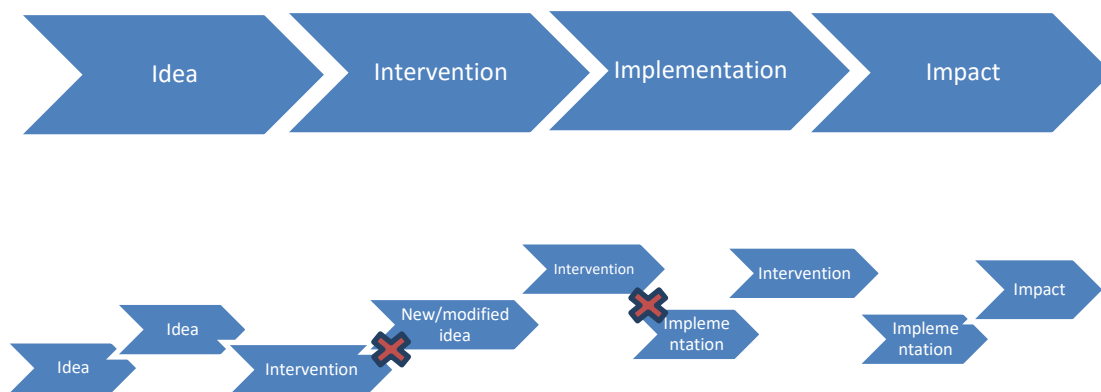 Idea
Intervention
Implementation
Impact
Idea
Idea
Intervention
New/modified
idea
Intervention
Impleme
ntation
Intervention
Impleme
ntation
Impact